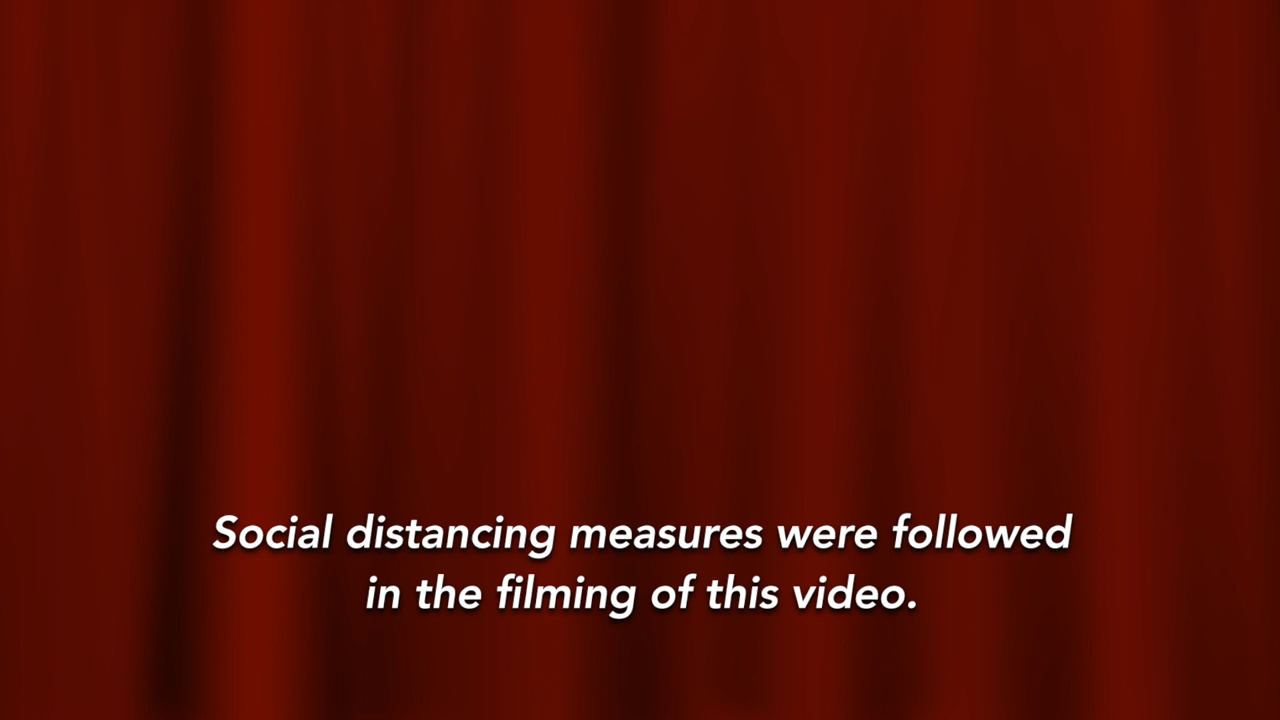 Social distancing measures were followed
in the filming of this video.